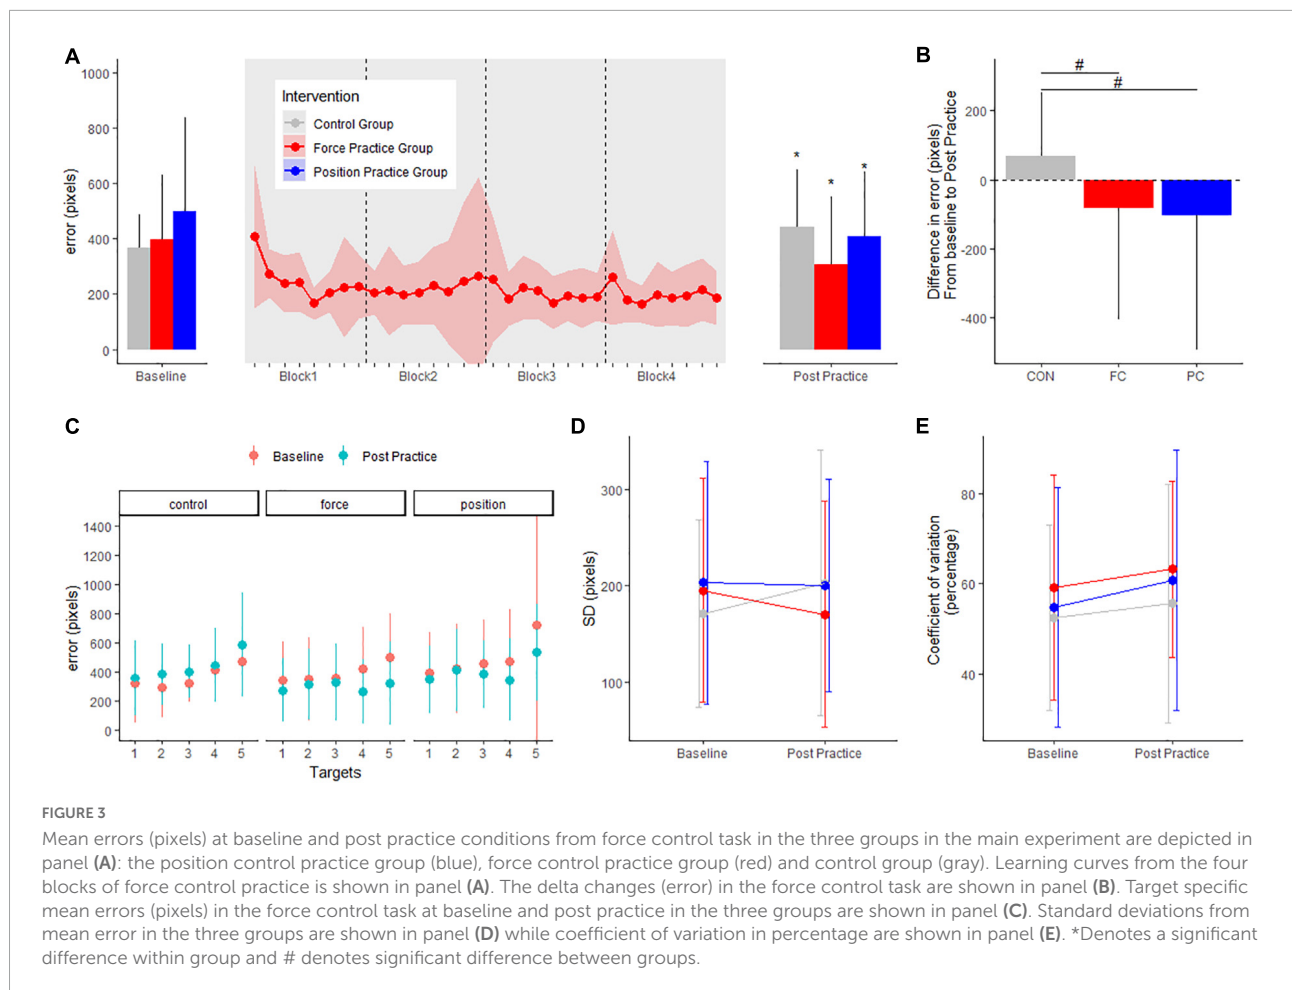 A
1000
800
600
400
200
0
error (pixels)
Baseline
Intervention
Control Group
Force Practice Group
Position Practice Group
Block1
Block2
Block3
Block4
* * *
Post Practice
B
#
#
200
0
-200
-400
Difference in error (pixels)
From baseline to Post Practice
CON FC PC
C
Baseline Post Practice
control force position
1400
1200
1000
800
600
400
200
0
error (pixels)
1 2 3 4 5 1 2 3 4 5 1 2 3 4 5
Targets
D
300
200
100
SD (pixels)
Baseline Post Practice
E
80
60
40
Coefficient of variation
(percentage)
Baseline Post Practice
FIGURE 3
Mean errors (pixels) at baseline and post practice conditions from force control task in the three groups in the main experiment are depicted in
panel (A): the position control practice group (blue), force control practice group (red) and control group (gray). Learning curves from the four
blocks of force control practice is shown in panel (A). The delta changes (error) in the force control task are shown in panel (B). Target specific
mean errors (pixels) in the force control task at baseline and post practice in the three groups are shown in panel (C). Standard deviations from
mean error in the three groups are shown in panel (D) while coefficient of variation in percentage are shown in panel (E). *Denotes a significant
difference within group and # denotes significant difference between groups.